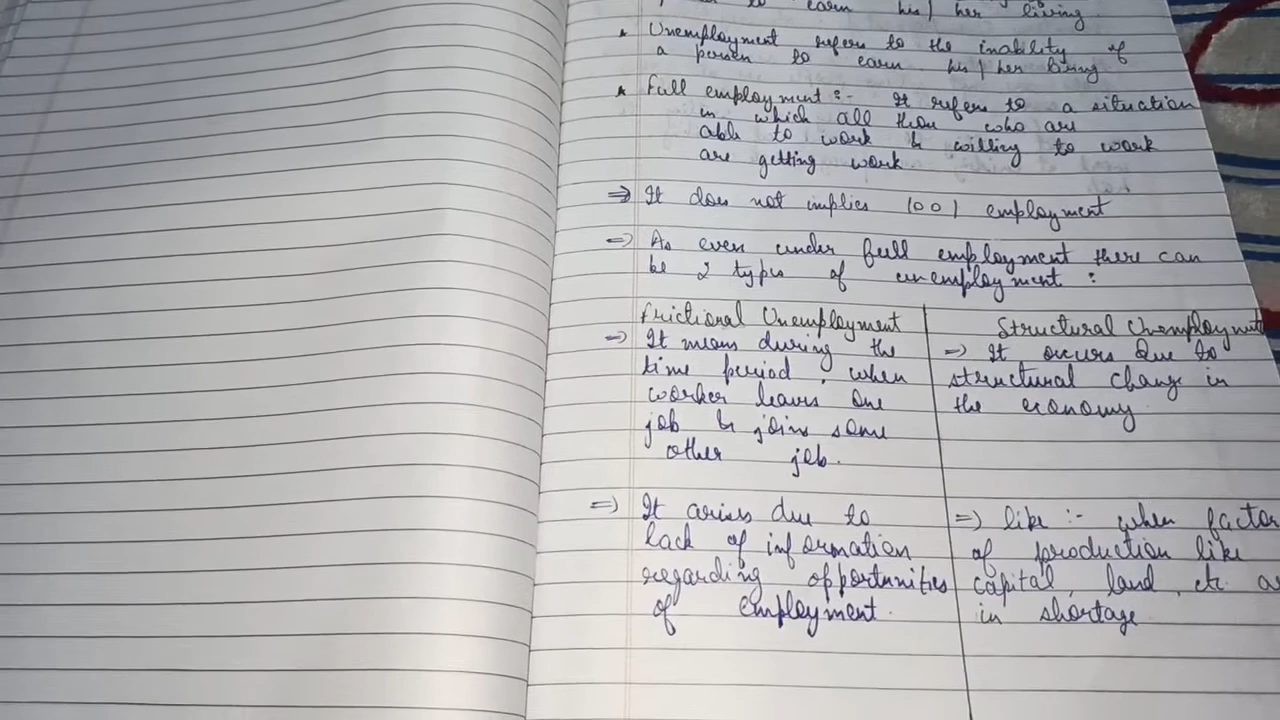 to earn his/her living
* Unemployment refers to the inability of
a person to earn his/her living
* Full employment :- It refers to a situation
in which all those who are
able to work & willing to work
are getting work
⇒ It does not implies 100% employment
⇒ As even under full employment there can
be 2 types of unemployment :
Frictional Unemployment
⇒ It means during the
time period, when
worker leaves one
job & joins some
other job.
⇒ It arises due to
lack of information
regarding opportunities
of employment.
Structural Unemployment
⇒ It occurs due to
structural change in
the economy
⇒ like :- when factor
of production like
capital, land, etc a
in shortage